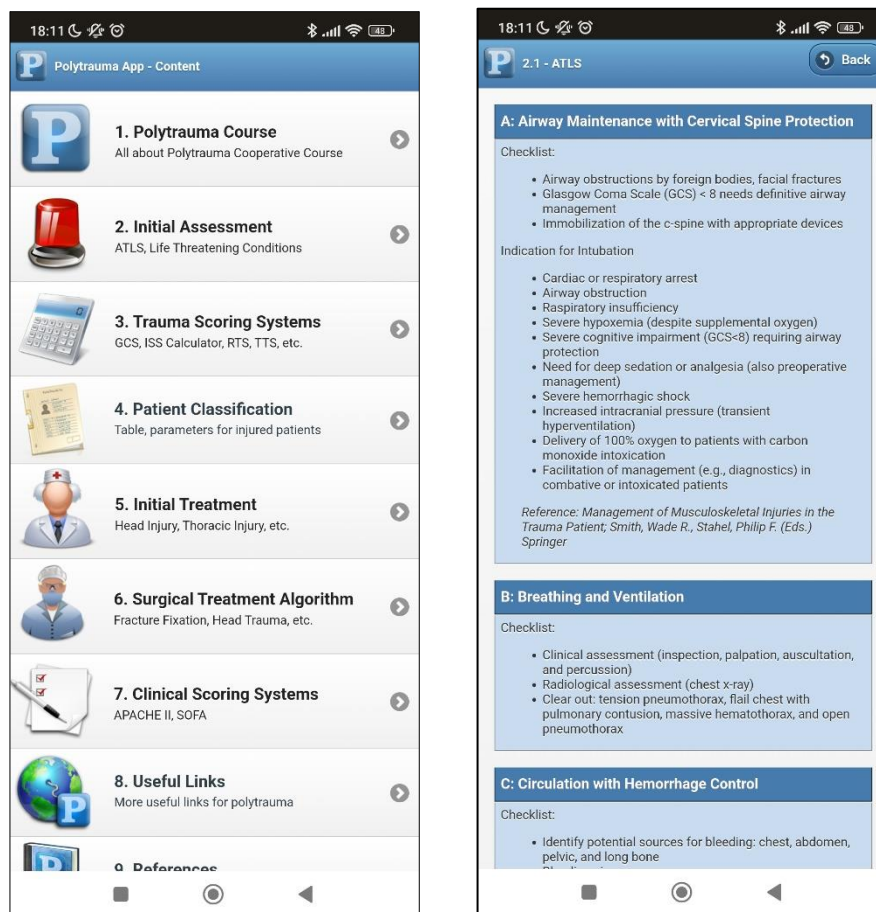 18:11
48
P Polytrauma App - Content
P
1. Polytrauma Course
All about Polytrauma Cooperative Course
2. Initial Assessment
ATLS, Life Threatening Conditions
0
3. Trauma Scoring Systems
GCS, ISS Calculator, RTS, TTS, etc.
4. Patient Classification
Table, parameters for injured patients
5. Initial Treatment
Head Injury, Thoracic Injury, etc.
6. Surgical Treatment Algorithm
Fracture Fixation, Head Trauma, etc.
7. Clinical Scoring Systems
APACHE II, SOFA
P
8. Useful Links
More useful links for polytrauma
9. References
18:11
48
P 2.1 - ATLS
Back
A: Airway Maintenance with Cervical Spine Protection
Checklist:
• Airway obstructions by foreign bodies, facial fractures
• Glasgow Coma Scale (GCS) < 8 needs definitive airway
management
• Immobilization of the c-spine with appropriate devices
Indication for Intubation
• Cardiac or respiratory arrest
• Airway obstruction
• Raspiratory insufficiency
• Severe hypoxemia (despite supplemental oxygen)
• Severe cognitive impairment (GCS<8) requiring airway
protection
• Need for deep sedation or analgesia (also preoperative
management)
• Severe hemorrhagic shock
• Increased intracranial pressure (transient
hyperventilation)
• Delivery of 100% oxygen to patients with carbon
monoxide intoxication
• Facilitation of management (e.g., diagnostics) in
combative or intoxicated patients
Reference: Management of Musculoskeletal Injuries in the
Trauma Patient; Smith, Wade R., Stahel, Philip F. (Eds.)
Springer
B: Breathing and Ventilation
Checklist:
• Clinical assessment (inspection, palpation, auscultation,
and percussion)
• Radiological assessment (chest x-ray)
• Clear out: tension pneumothorax, flail chest with
pulmonary contusion, massive hematothorax, and open
pneumothorax
C: Circulation with Hemorrhage Control
Checklist:
• Identify potential sources for bleeding: chest, abdomen,
pelvic, and long bone